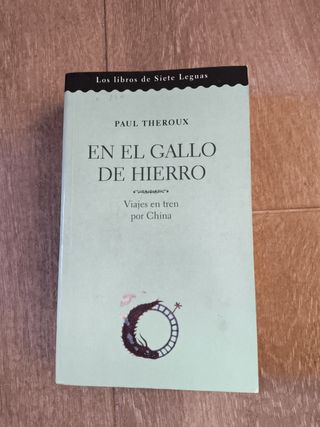 Los libros de Siete Leguas
PAUL THEROUX
EN EL GALLO
DE HIERRO
Viajes en tren
por China